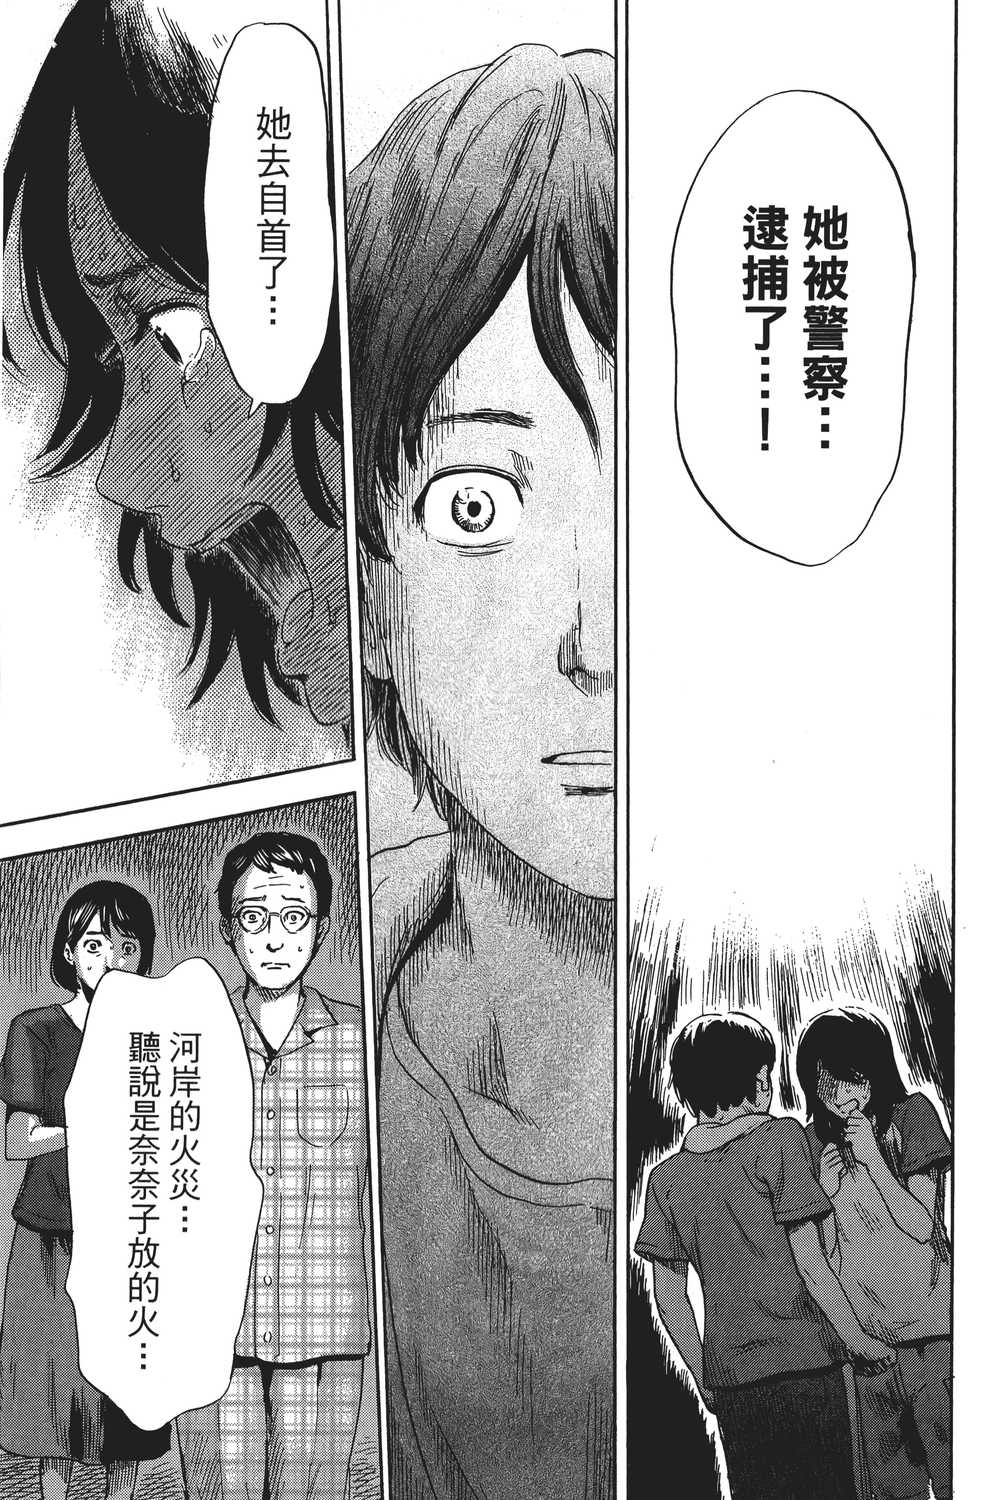 她被警察…
逮捕了…！
她去自首了…
河岸的火災…
聽說是奈奈子放的火…